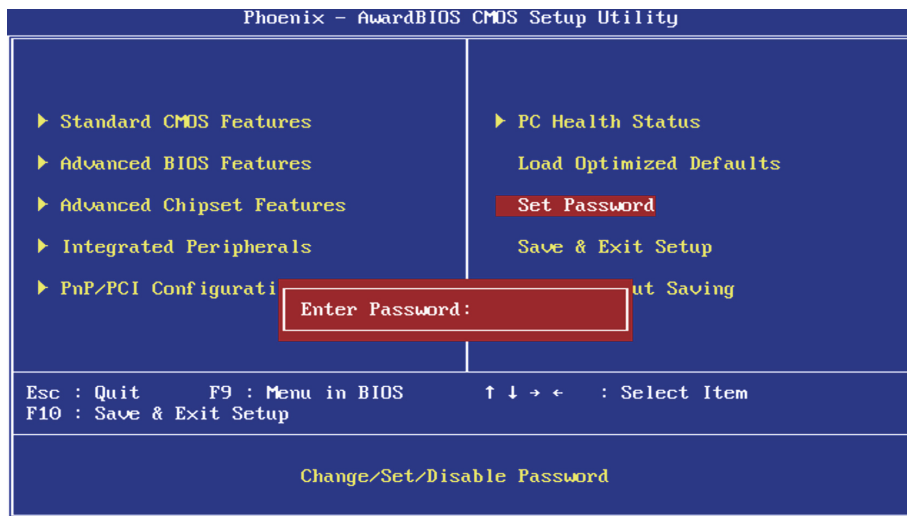 Phoenix – AwardBIOS CMOS Setup Utility
Standard CMOS Features
Advanced BIOS Features
Advanced Chipset Features
Integrated Peripherals
PnP/PCI Configurati
PC Health Status
Load Optimized Defaults
Set Password
Save & Exit Setup
ut Saving
Enter Password:
Esc : Quit F9 : Menu in BIOS ↑ ↓ → ← : Select Item
F10 : Save & Exit Setup
Change/Set/Disable Password